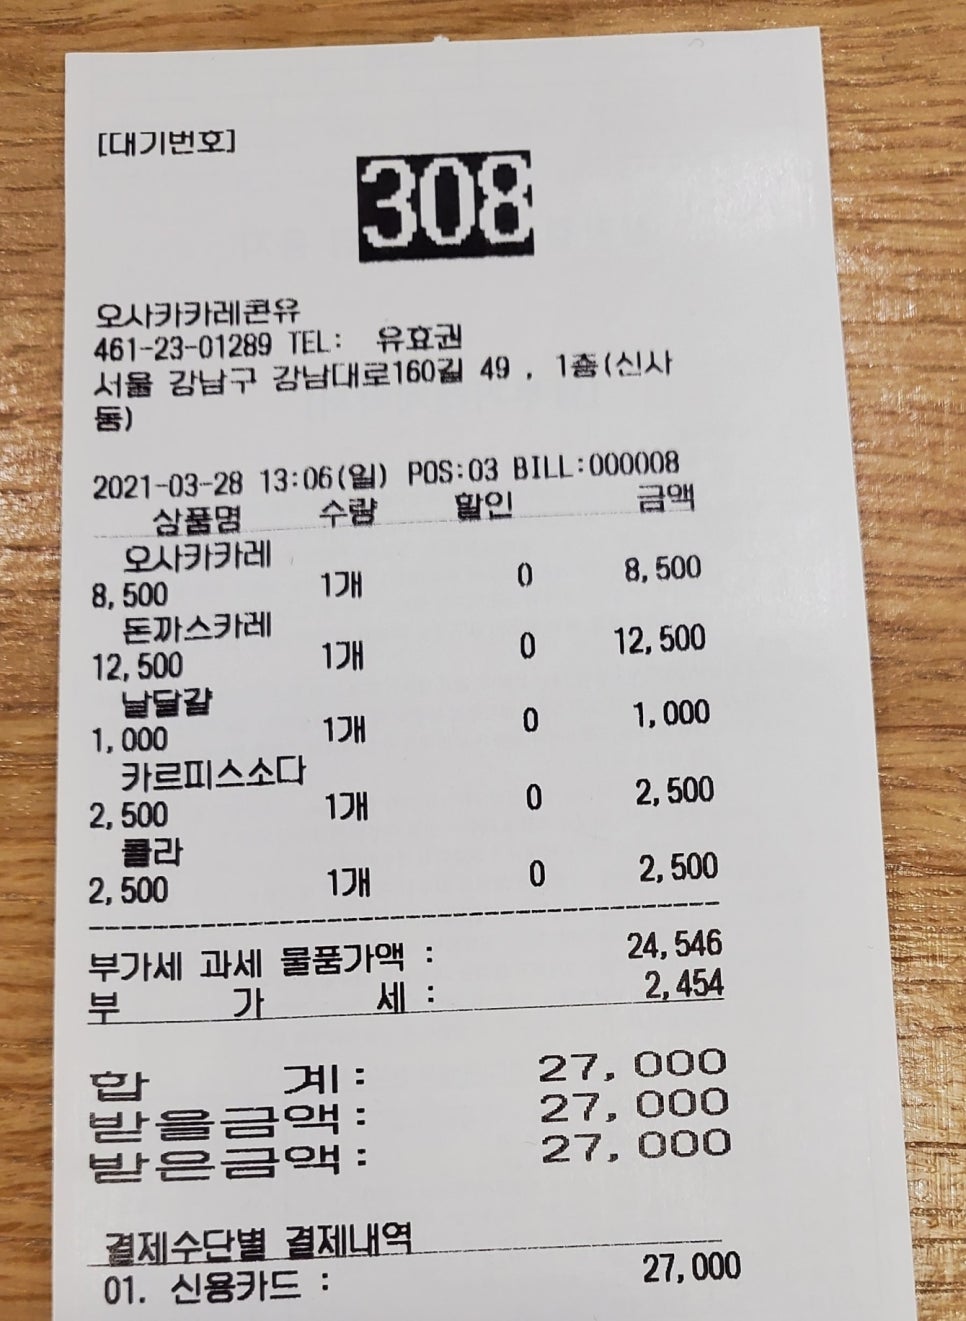 [대기번호]
308
오사카카레콘유
461-23-01289 TEL: 유효권
서울 강남구 강남대로160길 49 , 1층(신사
동)
2021-03-28 13:06(일) POS:03 BILL:000008
상품명 수량 할인 금액
오사카카레
8,500 1개 0 8,500
돈까스카레
12,500 1개 0 12,500
날달걀
1,000 1개 0 1,000
카르피스소다
2,500 1개 0 2,500
콜라
2,500 1개 0 2,500
부가세 과세 물품가액 : 24,546
부 가 세 : 2,454
합 계: 27,000
받을금액: 27,000
받은금액: 27,000
결제수단별 결제내역
01. 신용카드 : 27,000